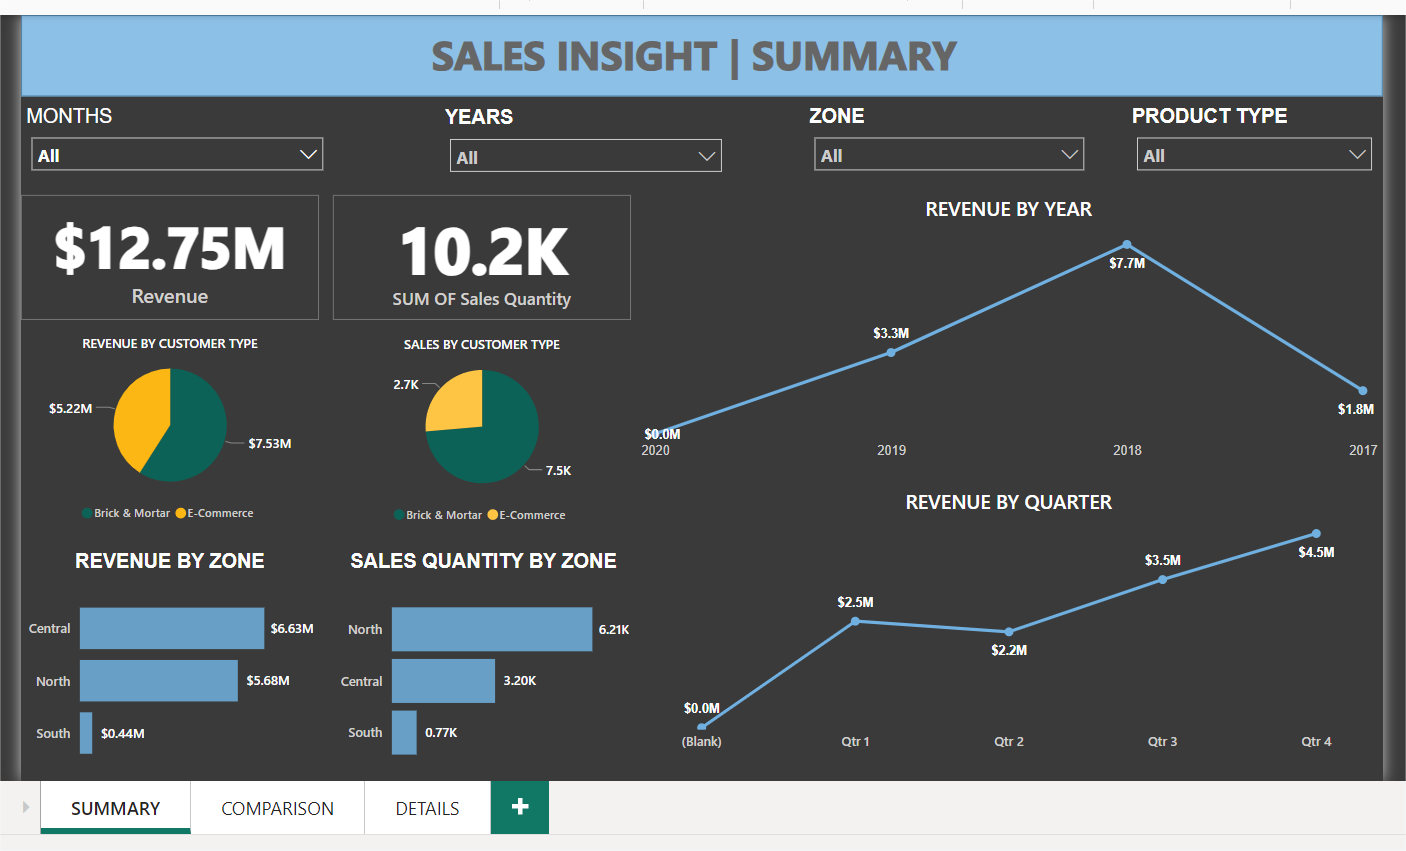 SALES INSIGHT | SUMMARY
MONTHS
All
YEARS
All
ZONE
All
PRODUCT TYPE
All
$12.75M
Revenue
10.2K
SUM OF Sales Quantity
REVENUE BY CUSTOMER TYPE
$5.22M
$7.53M
Brick & Mortar E-Commerce
SALES BY CUSTOMER TYPE
2.7K
7.5K
Brick & Mortar E-Commerce
REVENUE BY YEAR
$0.0M
$3.3M
$7.7M
$1.8M
2020 2019 2018 2017
REVENUE BY ZONE
Central $6.63M
North $5.68M
South $0.44M
SALES QUANTITY BY ZONE
North 6.21K
Central 3.20K
South 0.77K
REVENUE BY QUARTER
$0.0M
$2.5M
$2.2M
$3.5M
$4.5M
(Blank) Qtr 1 Qtr 2 Qtr 3 Qtr 4
SUMMARY COMPARISON DETAILS +